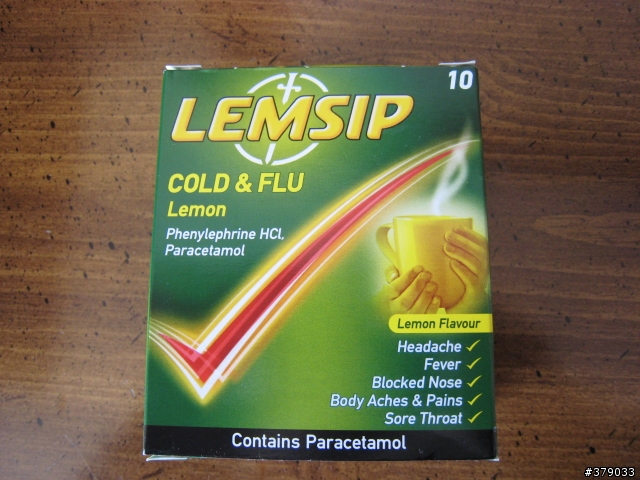 10
LEMSIP
COLD & FLU
Lemon
Phenylephrine HCl,
Paracetamol
Lemon Flavour
Headache ✓
Fever ✓
Blocked Nose ✓
Body Aches & Pains ✓
Sore Throat ✓
Contains Paracetamol
#379033